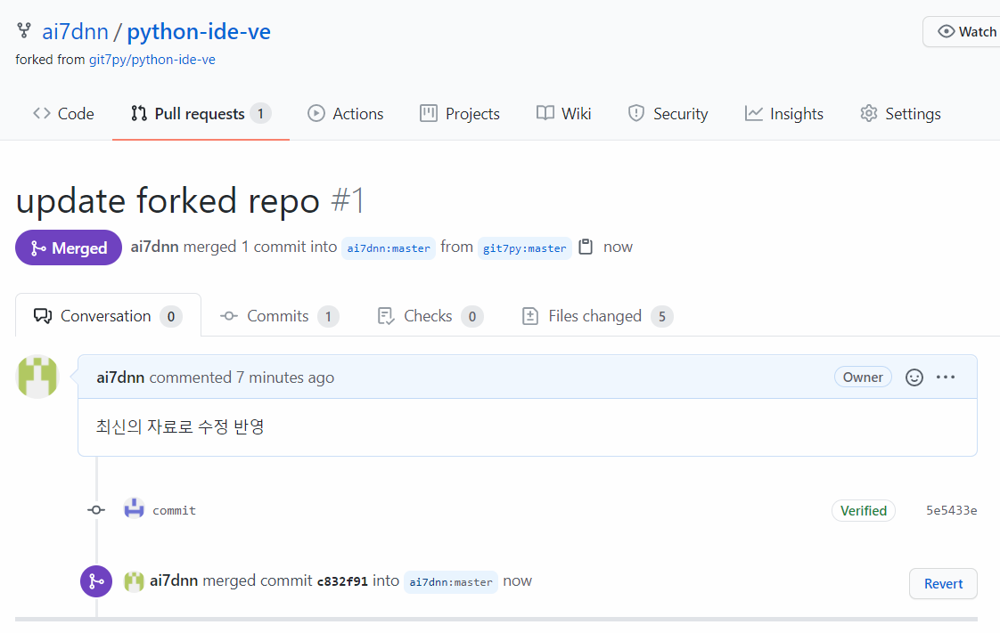 ai7dnn / python-ide-ve
Watch
forked from git7py/python-ide-ve
Code Pull requests 1 Actions Projects Wiki Security Insights Settings
update forked repo #1
Merged ai7dnn merged 1 commit into ai7dnn:master from git7py:master now
Conversation 0 Commits 1 Checks 0 Files changed 5
ai7dnn commented 7 minutes ago Owner
최신의 자료로 수정 반영
commit Verified 5e5433e
ai7dnn merged commit c832f91 into ai7dnn:master now Revert